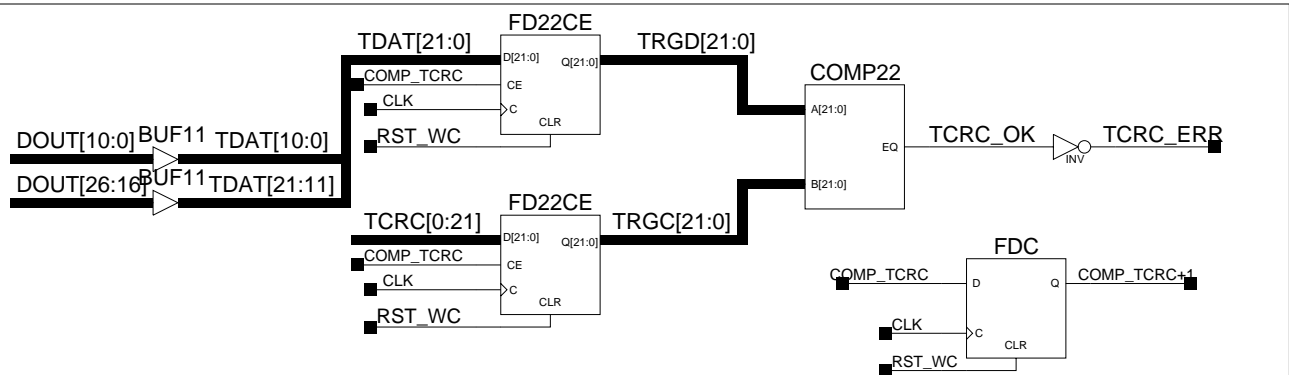 FD22CE
TDAT[21:0]
TRGD[21:0]
D[21:0]
Q[21:0]
COMP_TCRC
CE
CLK
C
CLR
RST_WC
COMP22
A[21:0]
EQ
B[21:0]
TCRC_OK
INV
TCRC_ERR
DOUT[10:0]
BUF11
TDAT[10:0]
DOUT[26:16]
BUF11
TDAT[21:11]
FD22CE
TCRC[0:21]
TRGC[21:0]
D[21:0]
Q[21:0]
COMP_TCRC
CE
CLK
C
CLR
RST_WC
FDC
COMP_TCRC
D
Q
COMP_TCRC+1
CLK
C
CLR
RST_WC